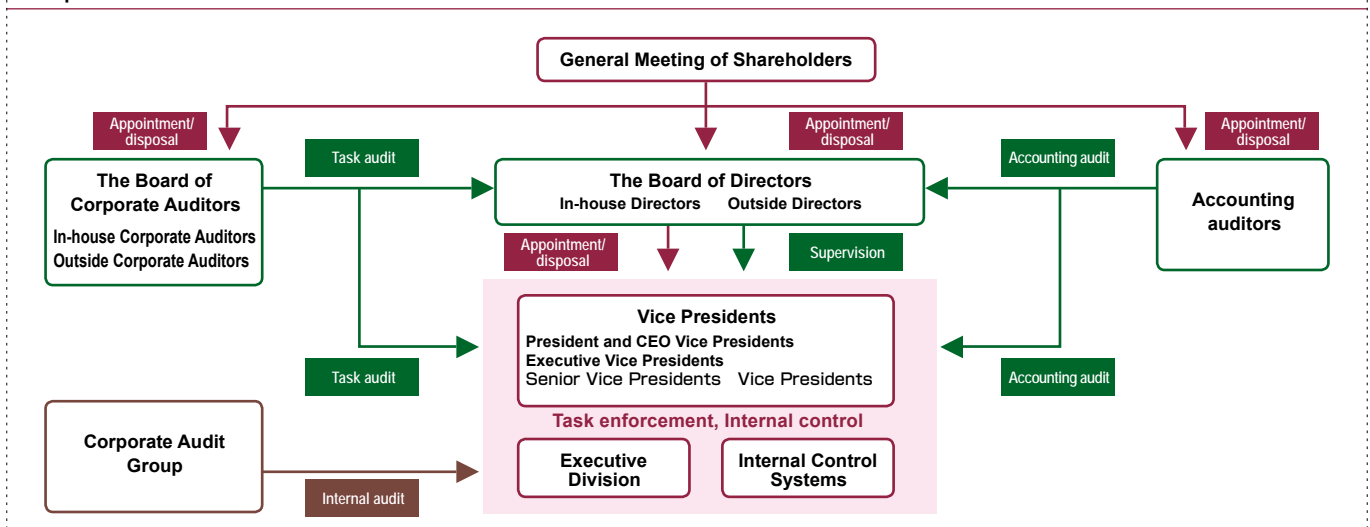 General Meeting of Shareholders
Appointment/
disposal
Appointment/
disposal
Appointment/
disposal
Task audit
Accounting audit
The Board of
Corporate Auditors
In-house Corporate Auditors
Outside Corporate Auditors
The Board of Directors
In-house Directors Outside Directors
Accounting
auditors
Appointment/
disposal
Supervision
Vice Presidents
President and CEO Vice Presidents
Executive Vice Presidents
Senior Vice Presidents Vice Presidents
Task audit
Accounting audit
Task enforcement, Internal control
Corporate Audit
Group
Executive
Division
Internal Control
Systems
Internal audit